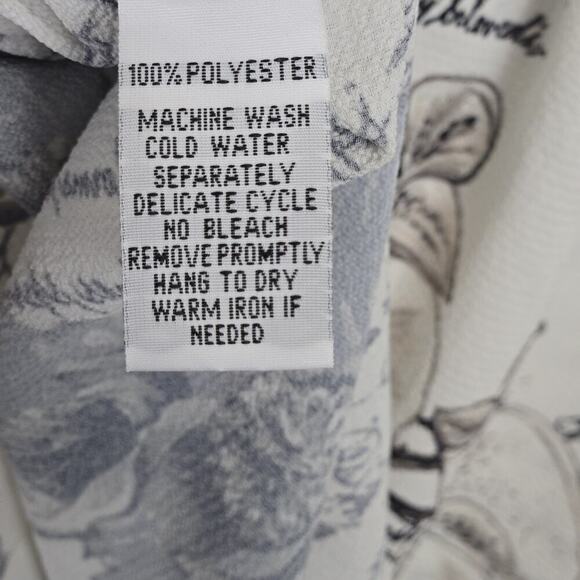 100% POLYESTER
MACHINE WASH
COLD WATER
SEPARATELY
DELICATE CYCLE
NO BLEACH
REMOVE PROMPTLY
HANG TO DRY
WARM IRON IF
NEEDED